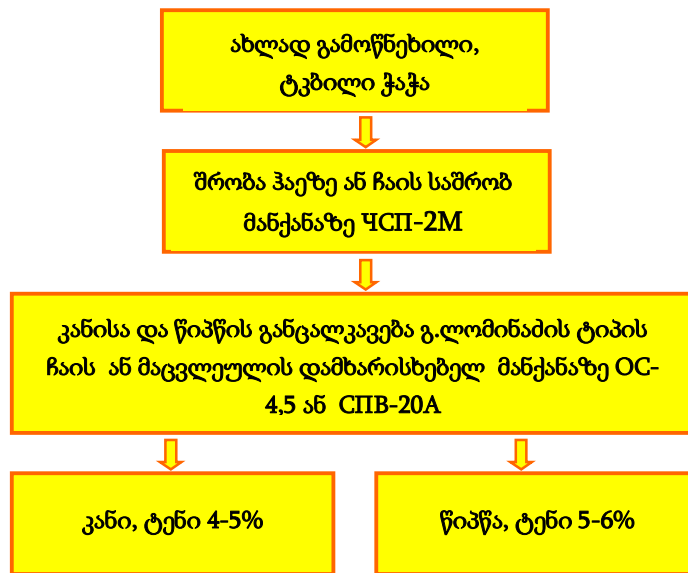 ახლად გამოწნეხილი,
ტკბილი ჭაჭა
შრობა ჰაეზე ან ჩაის საშრობ
მანქანაზე ЧСП-2М
კანისა და წიპწის განცალკავება გ.ლომინაძის ტიპის
ჩაის ან მაცვლეულის დამხარისხებელ მანქანაზე ОС-
4,5 ან СПВ-20А
კანი, ტენი 4-5%
წიპწა, ტენი 5-6%